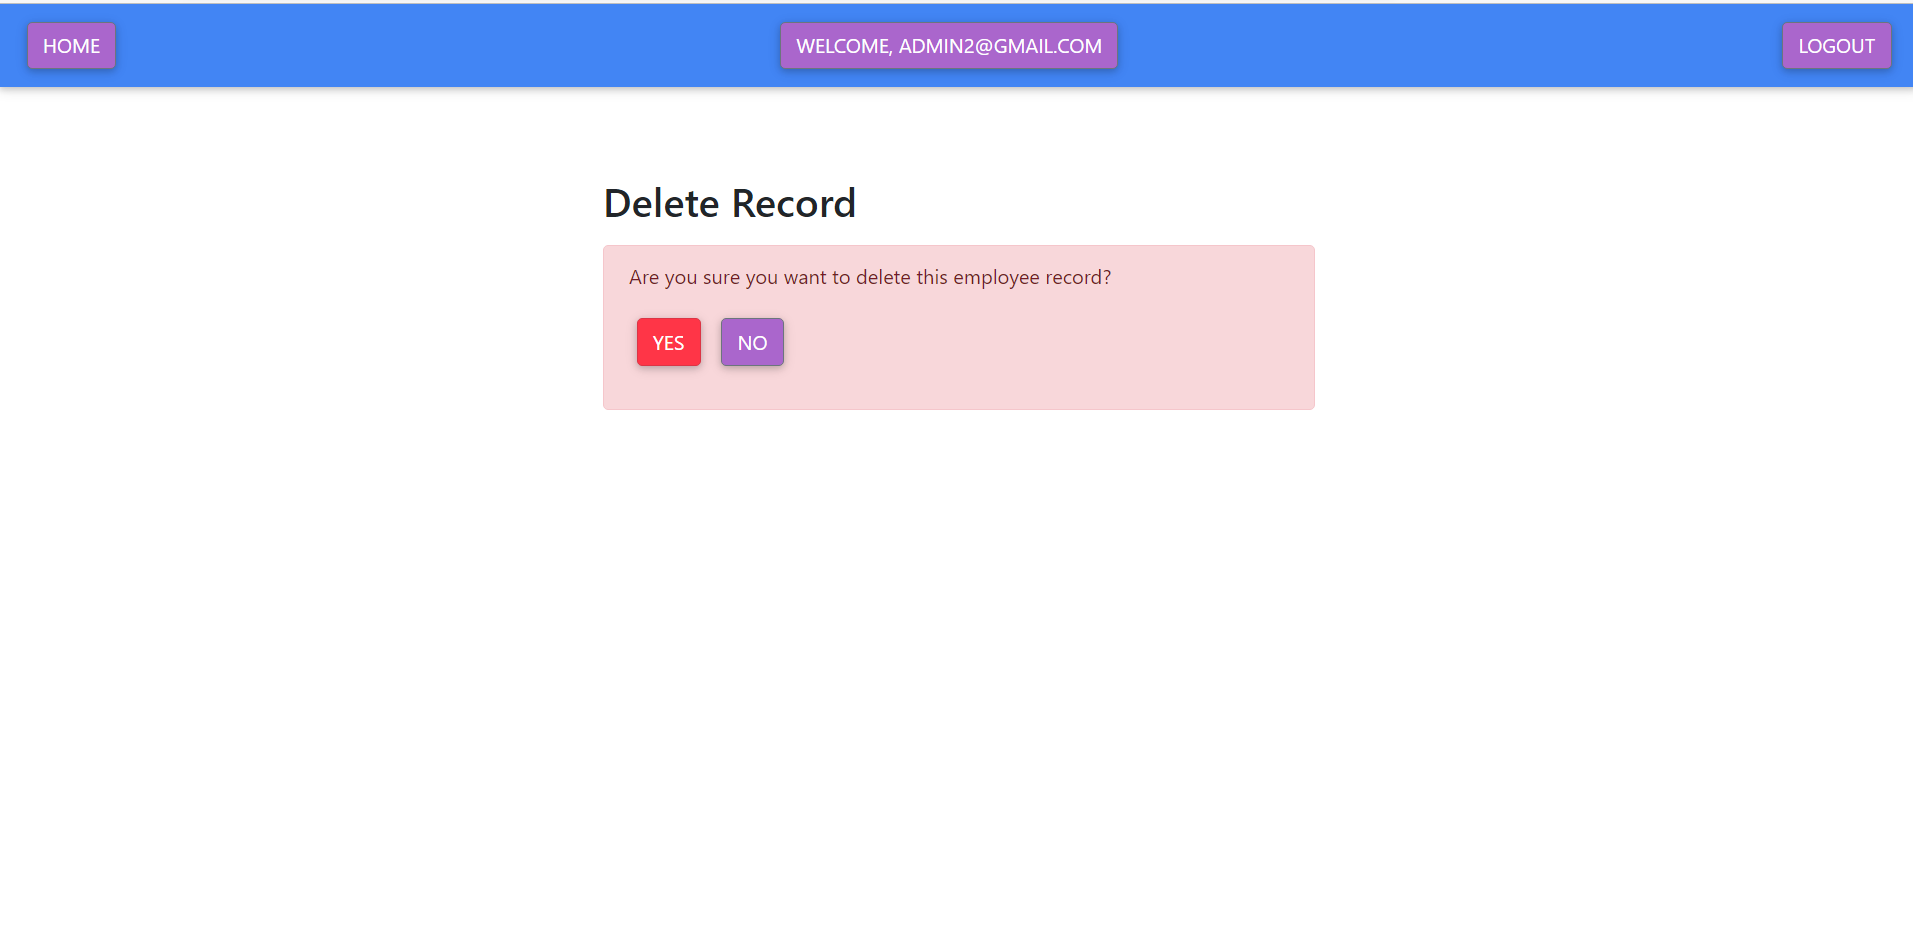 HOME
WELCOME, ADMIN2@GMAIL.COM
LOGOUT
Delete Record
Are you sure you want to delete this employee record?
YES
NO